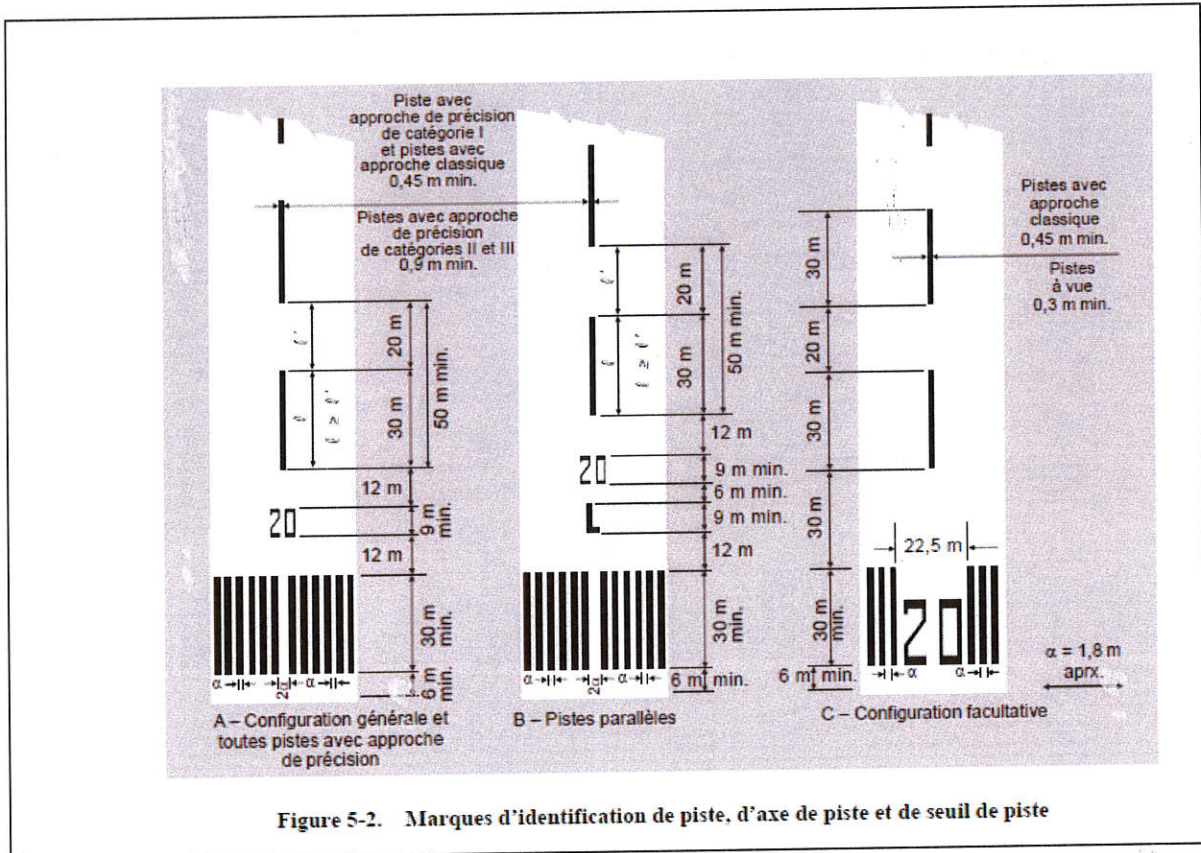 Piste avec
approche de précision
de catégorie I
et pistes avec
approche classique
0,45 m min.
Pistes avec approche
de précision
de catégories II et III
0,9 m min.
ℓ'
20 m
ℓ
ℓ ≥ ℓ'
30 m
50 m min.
12 m
20
9 m
min.
12 m
30 m
min.
α
2α
α
6 m
min.
A – Configuration générale et
toutes pistes avec approche
de précision
ℓ'
20 m
ℓ
ℓ ≥ ℓ'
30 m
50 m min.
12 m
20
9 m min.
6 m min.
L
9 m min.
12 m
30 m
min.
α
2α
α
6 m min.
B – Pistes parallèles
Pistes avec
approche
classique
0,45 m min.
Pistes
à vue
0,3 m min.
30 m
20 m
30 m
30 m
22,5 m
30 m
min.
20
6 m min.
α
α
α = 1,8 m
aprx.
C – Configuration facultative
Figure 5-2. Marques d'identification de piste, d'axe de piste et de seuil de piste